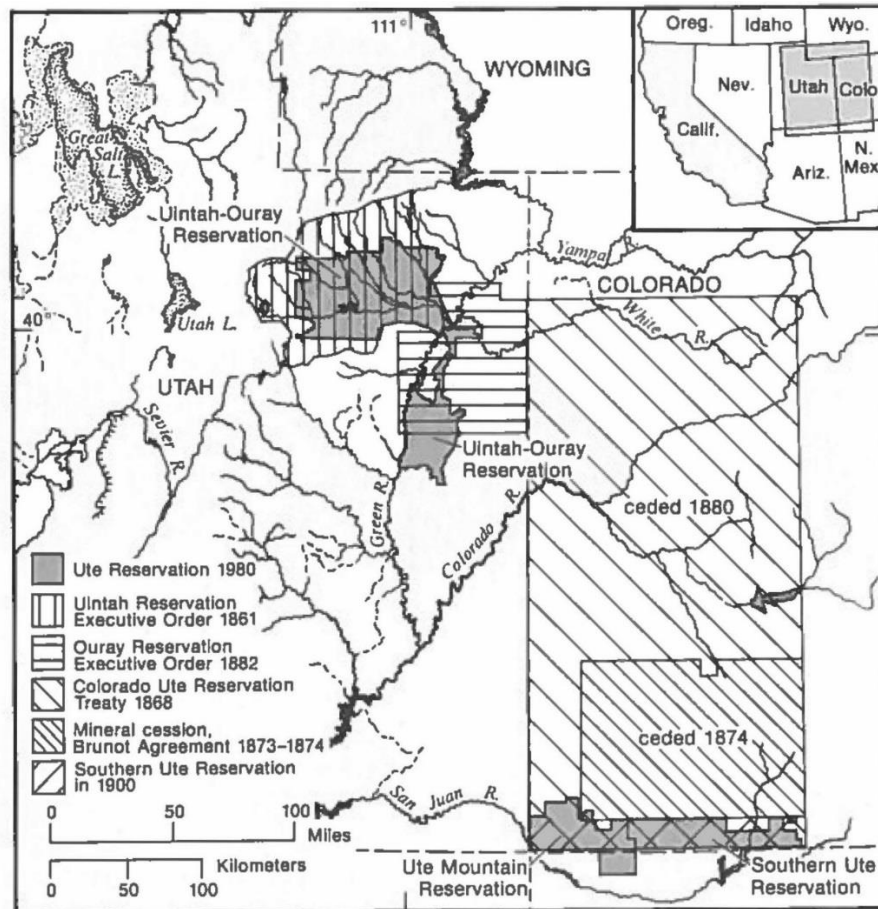 111°
WYOMING
Oreg.
Idaho
Wyo.
Nev.
Utah
Colo
Calif.
Ariz.
N.
Mex
Great
Salt
L.
Uintah-Ouray
Reservation
Yampa R.
COLORADO
White
R.
40°
Utah L.
UTAH
Sevier R.
Uintah-Ouray
Reservation
Green R.
Colorado R.
ceded 1880
ceded 1874
Ute Reservation 1980
Uintah Reservation
Executive Order 1861
Ouray Reservation
Executive Order 1882
Colorado Ute Reservation
Treaty 1868
Mineral cession,
Brunot Agreement 1873–1874
Southern Ute Reservation
in 1900
0 50 100
Miles
Kilometers
0 50 100
San Juan R.
Ute Mountain
Reservation
Southern Ute
Reservation